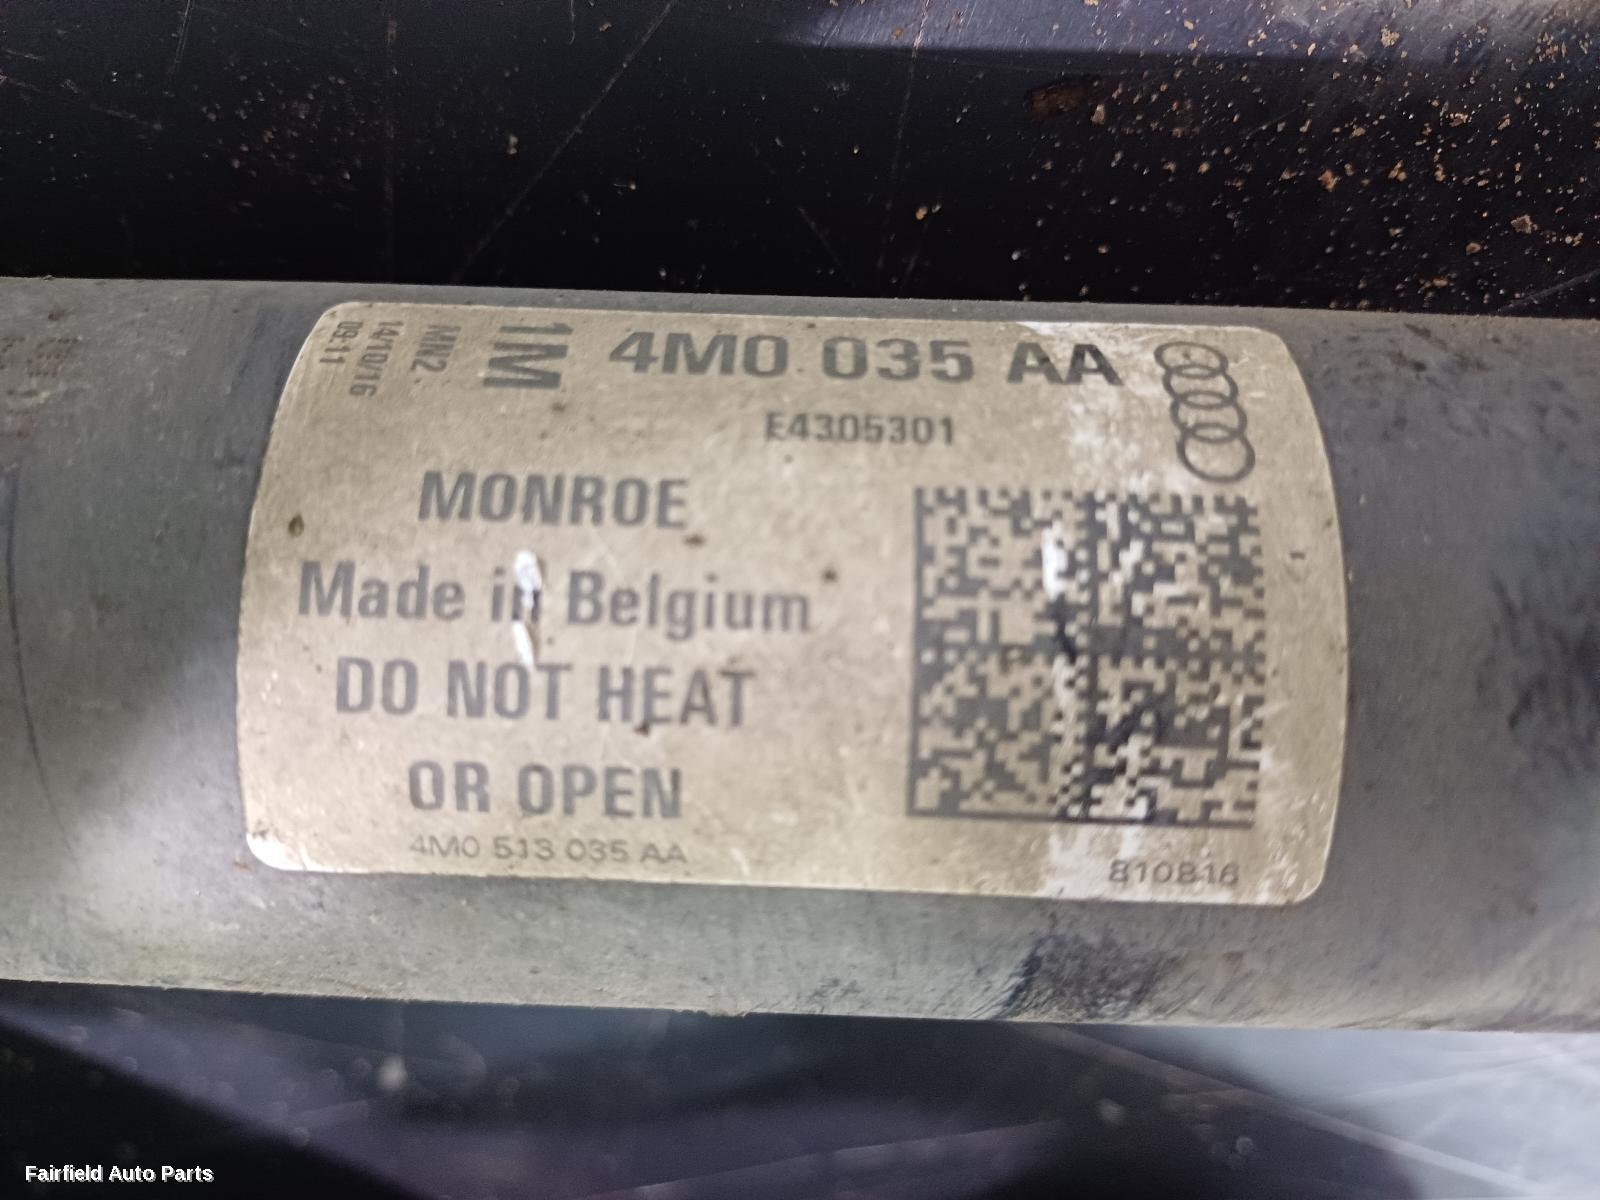 4M0 035 AA
1M
MN2
14/10/16
09:11
E4305301
MONROE
Made in Belgium
DO NOT HEAT
OR OPEN
4M0 513 035 AA
810816
Fairfield Auto Parts